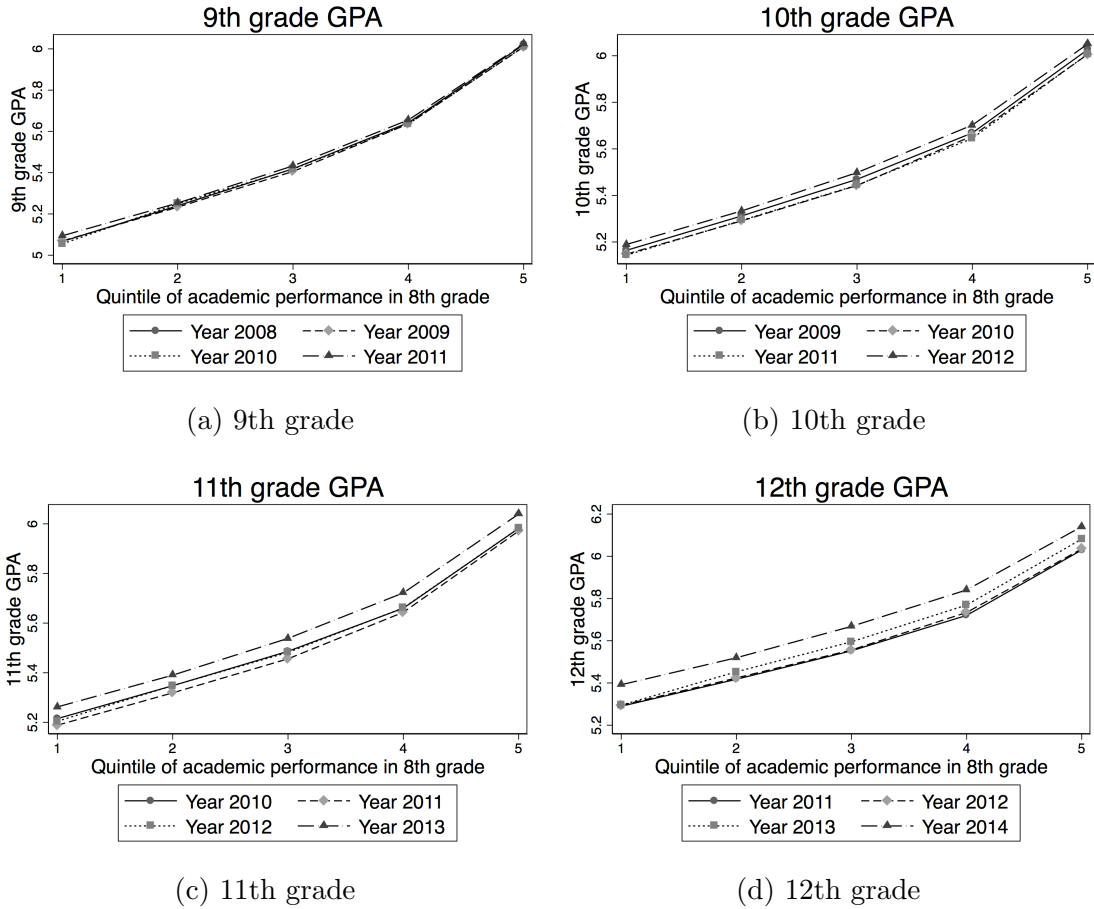 9th grade GPA
9th grade GPA
6
5.8
5.6
5.4
5.2
5
1 2 3 4 5
Quintile of academic performance in 8th grade
Year 2008 Year 2009
Year 2010 Year 2011
(a) 9th grade
10th grade GPA
10th grade GPA
6
5.8
5.6
5.4
5.2
1 2 3 4 5
Quintile of academic performance in 8th grade
Year 2009 Year 2010
Year 2011 Year 2012
(b) 10th grade
11th grade GPA
11th grade GPA
6
5.8
5.6
5.4
5.2
1 2 3 4 5
Quintile of academic performance in 8th grade
Year 2010 Year 2011
Year 2012 Year 2013
(c) 11th grade
12th grade GPA
12th grade GPA
6.2
6
5.8
5.6
5.4
5.2
1 2 3 4 5
Quintile of academic performance in 8th grade
Year 2011 Year 2012
Year 2013 Year 2014
(d) 12th grade